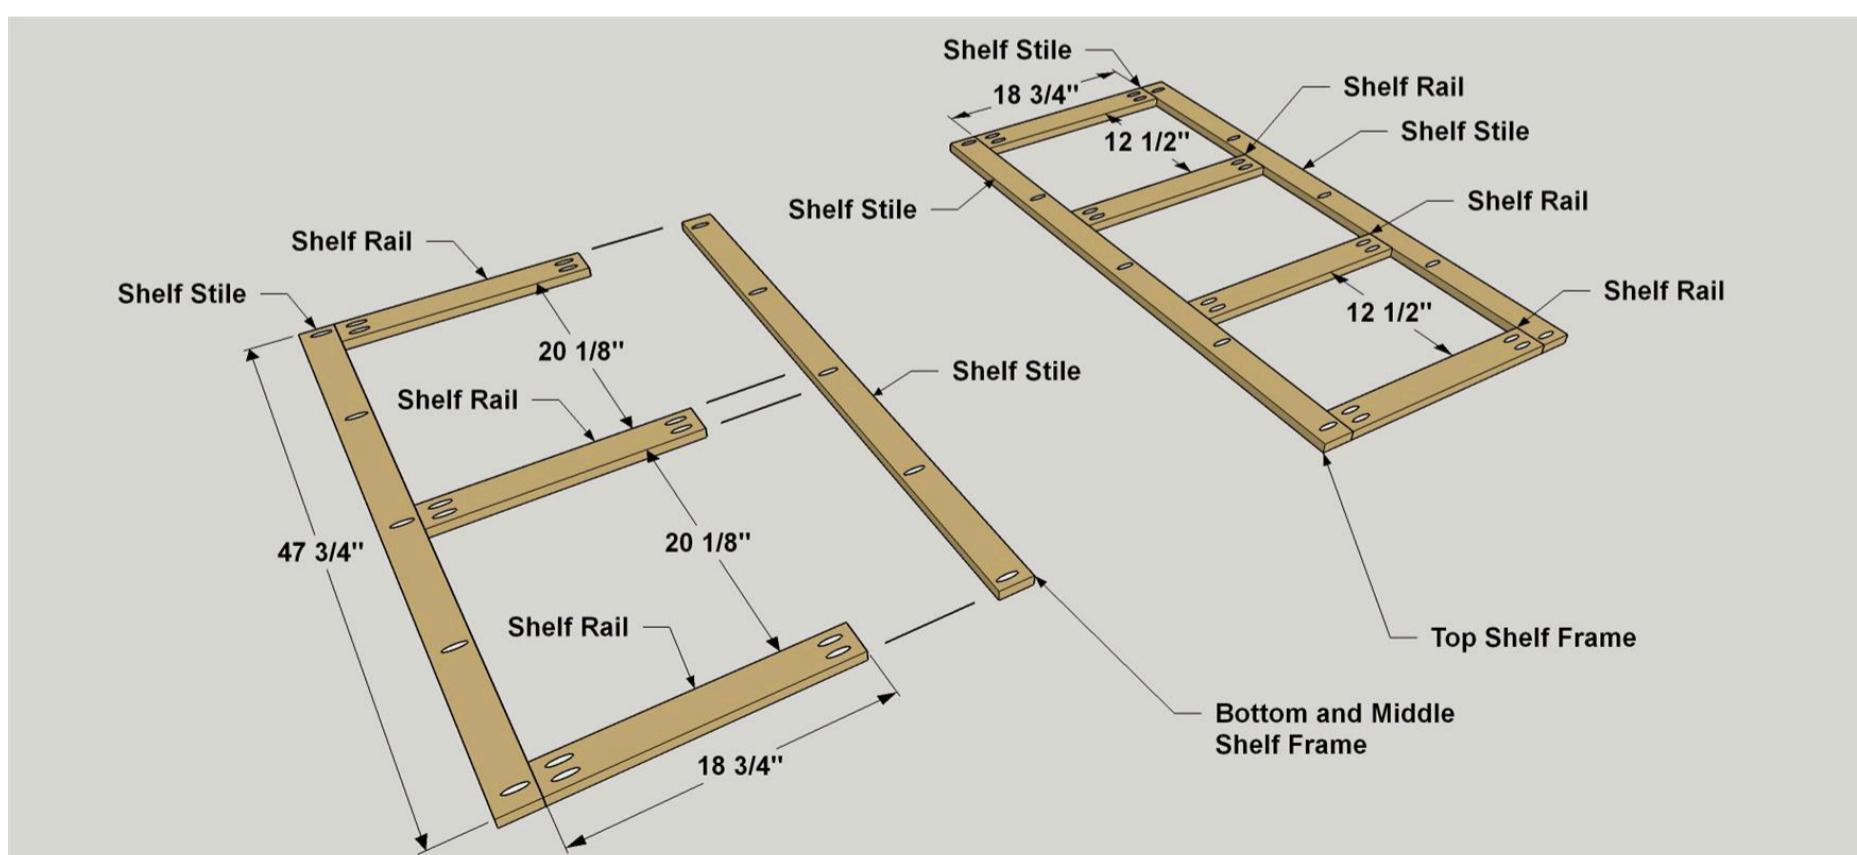 Shelf Stile
18 3/4"
Shelf Rail
12 1/2"
Shelf Stile
Shelf Stile
Shelf Rail
Shelf Rail
Shelf Stile
Shelf Rail
12 1/2"
20 1/8"
Shelf Stile
Shelf Rail
20 1/8"
47 3/4"
Shelf Rail
Top Shelf Frame
Bottom and Middle
Shelf Frame
18 3/4"